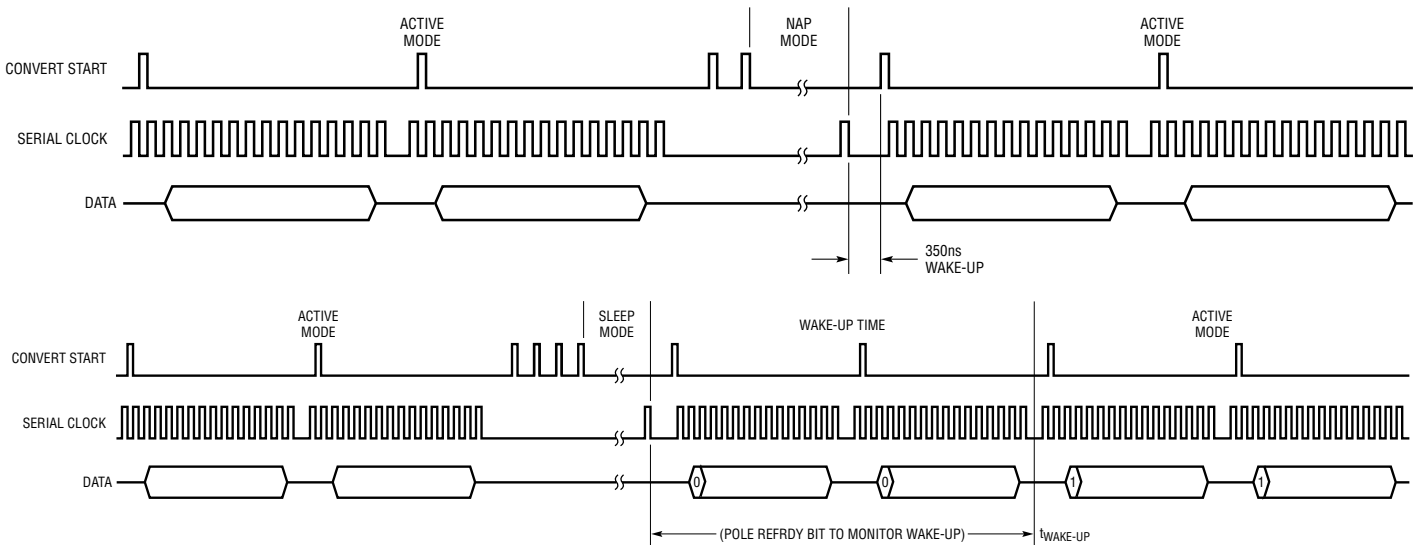 ACTIVE
MODE
NAP
MODE
ACTIVE
MODE
CONVERT START
SERIAL CLOCK
DATA
350ns
WAKE-UP
ACTIVE
MODE
SLEEP
MODE
WAKE-UP TIME
ACTIVE
MODE
CONVERT START
SERIAL CLOCK
DATA
0
0
1
1
(POLE REFRDY BIT TO MONITOR WAKE-UP)
tWAKE-UP